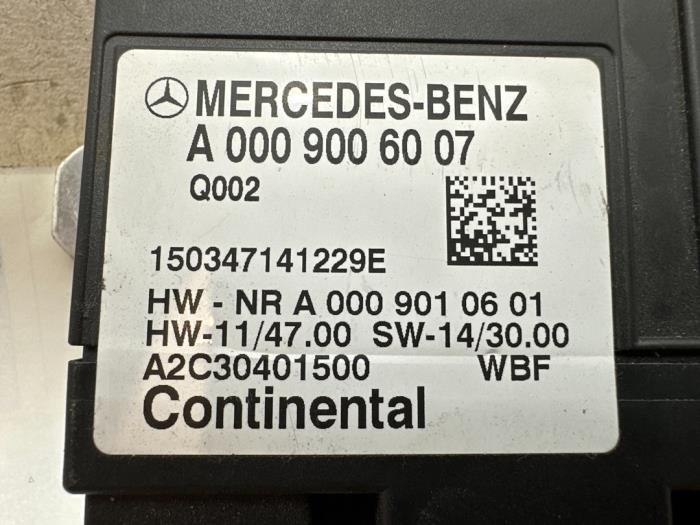 MERCEDES-BENZ
A 000 900 60 07
Q002
150347141229E
HW - NR A 000 901 06 01
HW-11/47.00 SW-14/30.00
A2C30401500 WBF
Continental